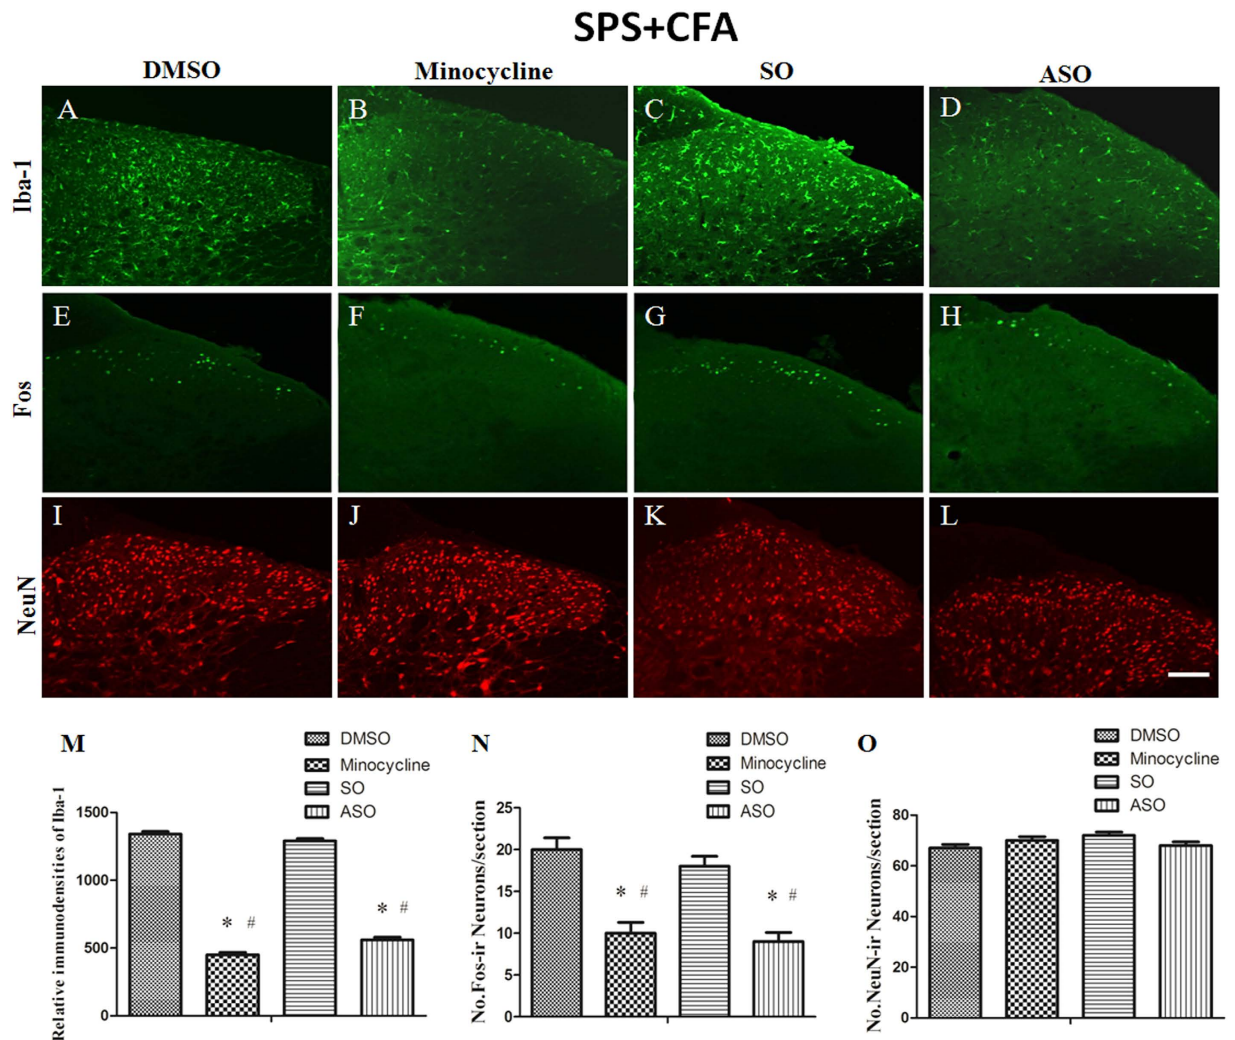 SPS+CFA
DMSO Minocycline SO ASO
Iba-1
A B C D
Fos
E F G H
NeuN
I J K L
M
DMSO
Minocycline
SO
ASO
Relative immunodensities of Iba-1
1500
1000
500
0
* #
* #
N
DMSO
Minocycline
SO
ASO
No.Fos-ir Neurons/section
25
20
15
10
5
0
* #
* #
O
DMSO
Minocycline
SO
ASO
No.NeuN-ir Neurons/section
80
60
40
20
0